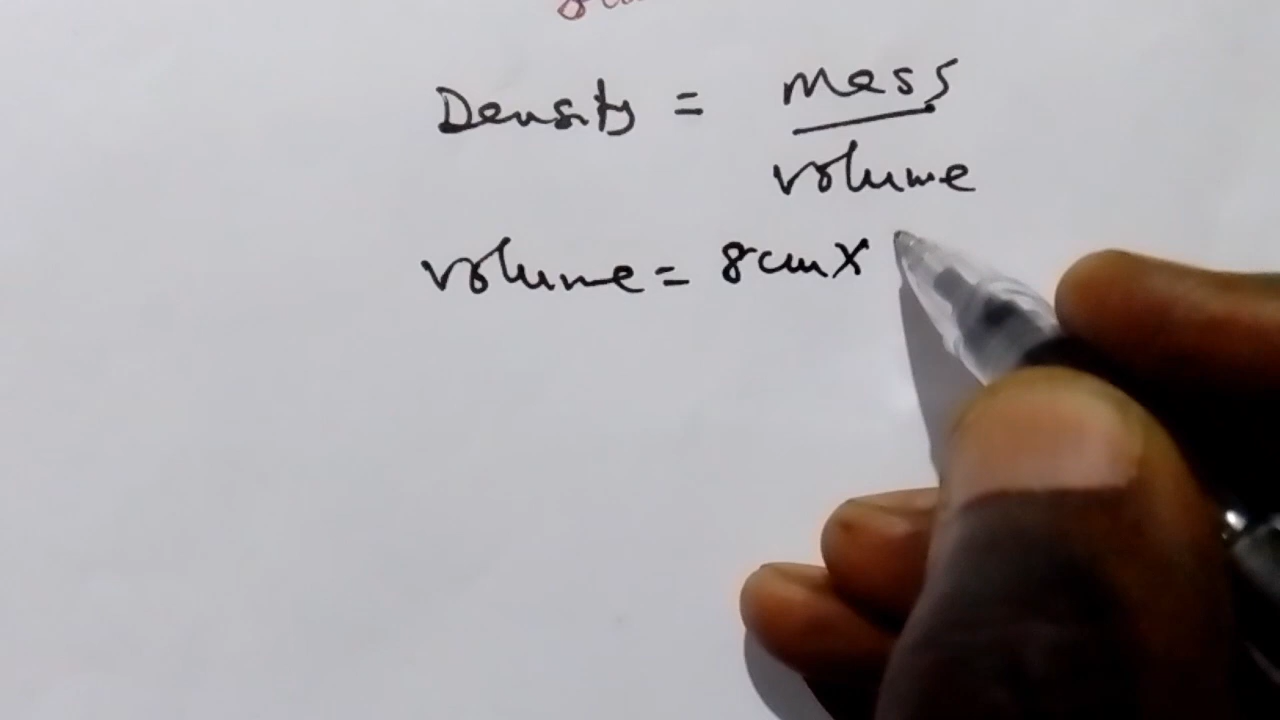 Density = mass
volume
volume = 8cm x